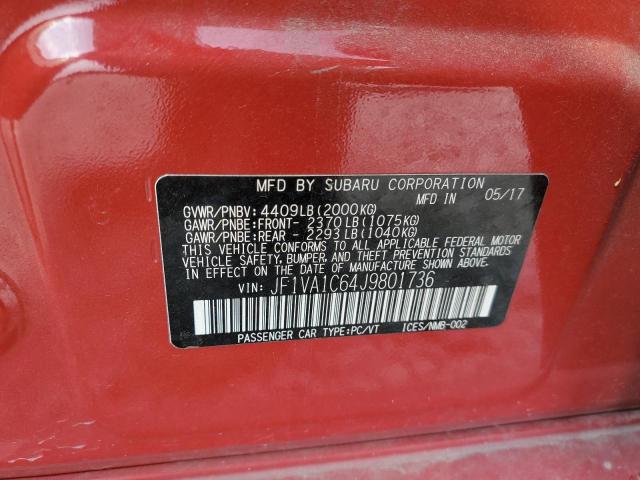 MFD BY SUBARU CORPORATION
MFD IN 05/17
GVWR/PNBV: 4409LB(2000KG)
GAWR/PNBE:FRONT- 2370LB(1075KG)
GAWR/PNBE:REAR - 2293LB(1040KG)
THIS VEHICLE CONFORMS TO ALL APPLICABLE FEDERAL MOTOR
VEHICLE SAFETY, BUMPER, AND THEFT PREVENTION STANDARDS
IN EFFECT ON THE DATE OF MANUFACTURE SHOWN ABOVE.
VIN: JF1VA1C64J9801736
PASSENGER CAR TYPE:PC/VT ICES/NMB-002